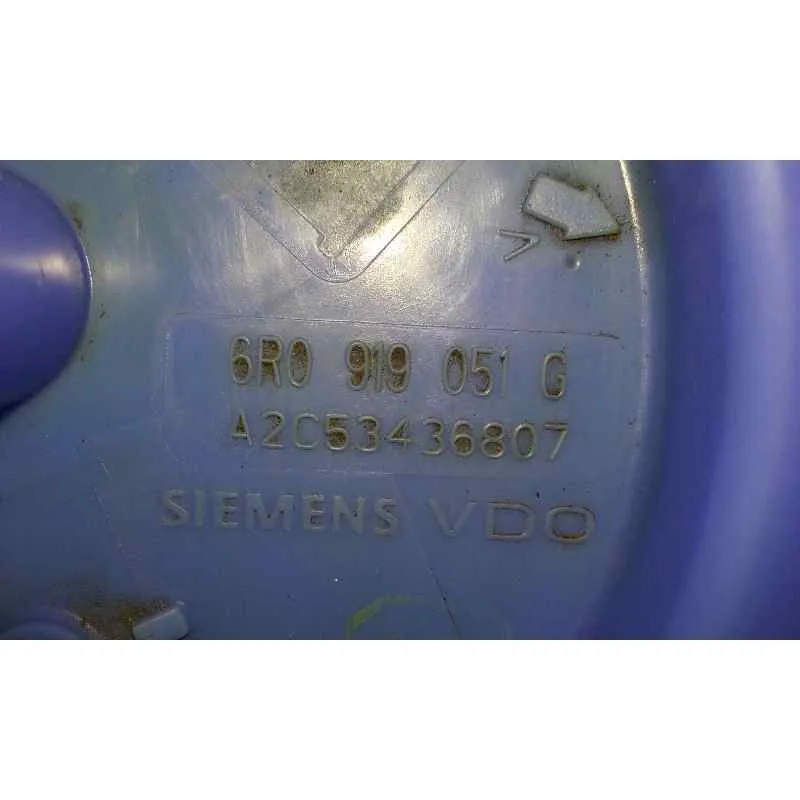 6R0 919 051 G
A2C53436807
SIEMENS VDO